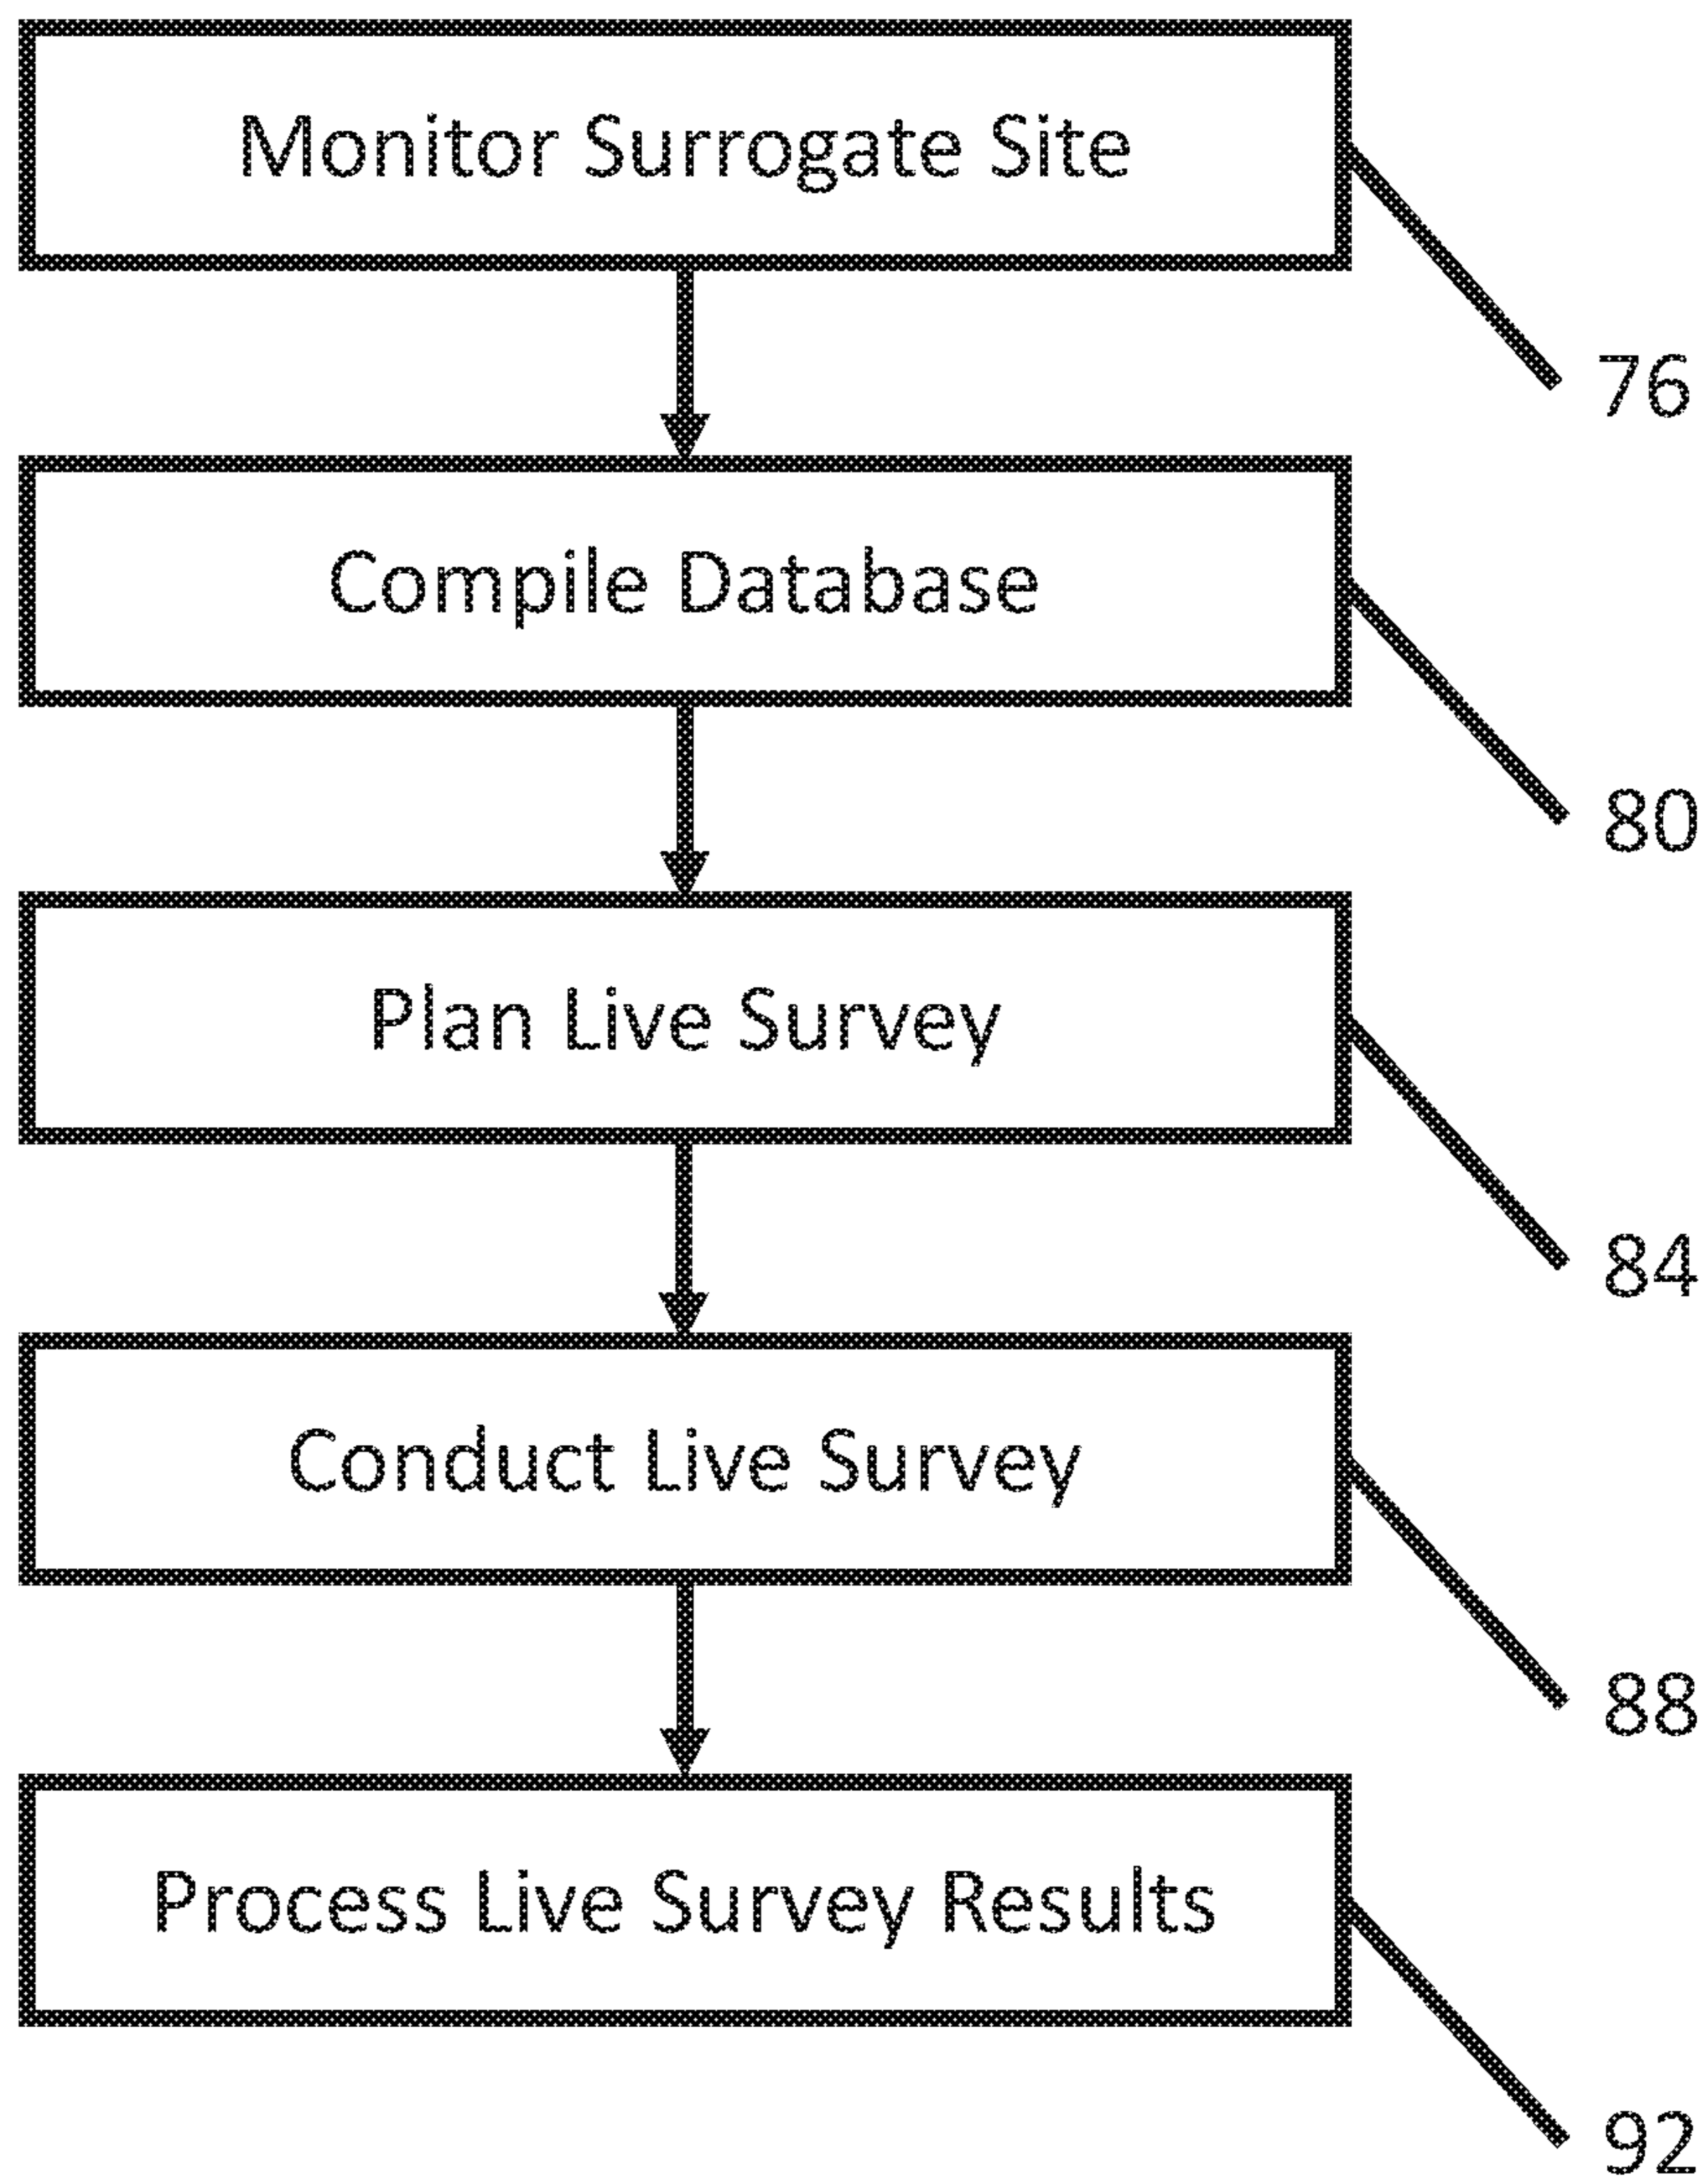 Monitor Surrogate Site
76
Compile Database
80
Plan Live Survey
84
Conduct Live Survey
88
Process Live Survey Results
92